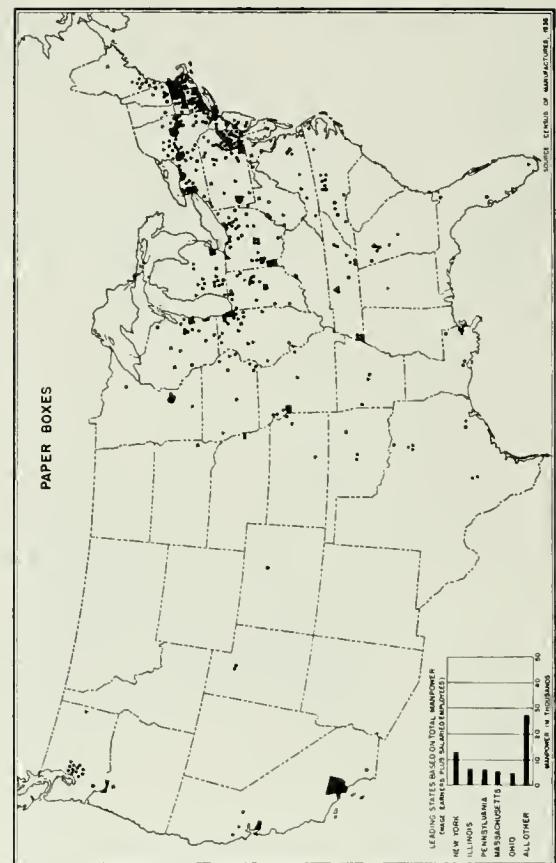 PAPER BOXES
LEADING STATES BASED ON TOTAL MANPOWER
(WAGE EARNERS PLUS SALARIED EMPLOYEES)
NEW YORK
ILLINOIS
PENNSYLVANIA
MASSACHUSETTS
OHIO
ALL OTHER
0 10 20 30 40 50
MANPOWER IN THOUSANDS
SOURCE: CENSUS OF MANUFACTURES,